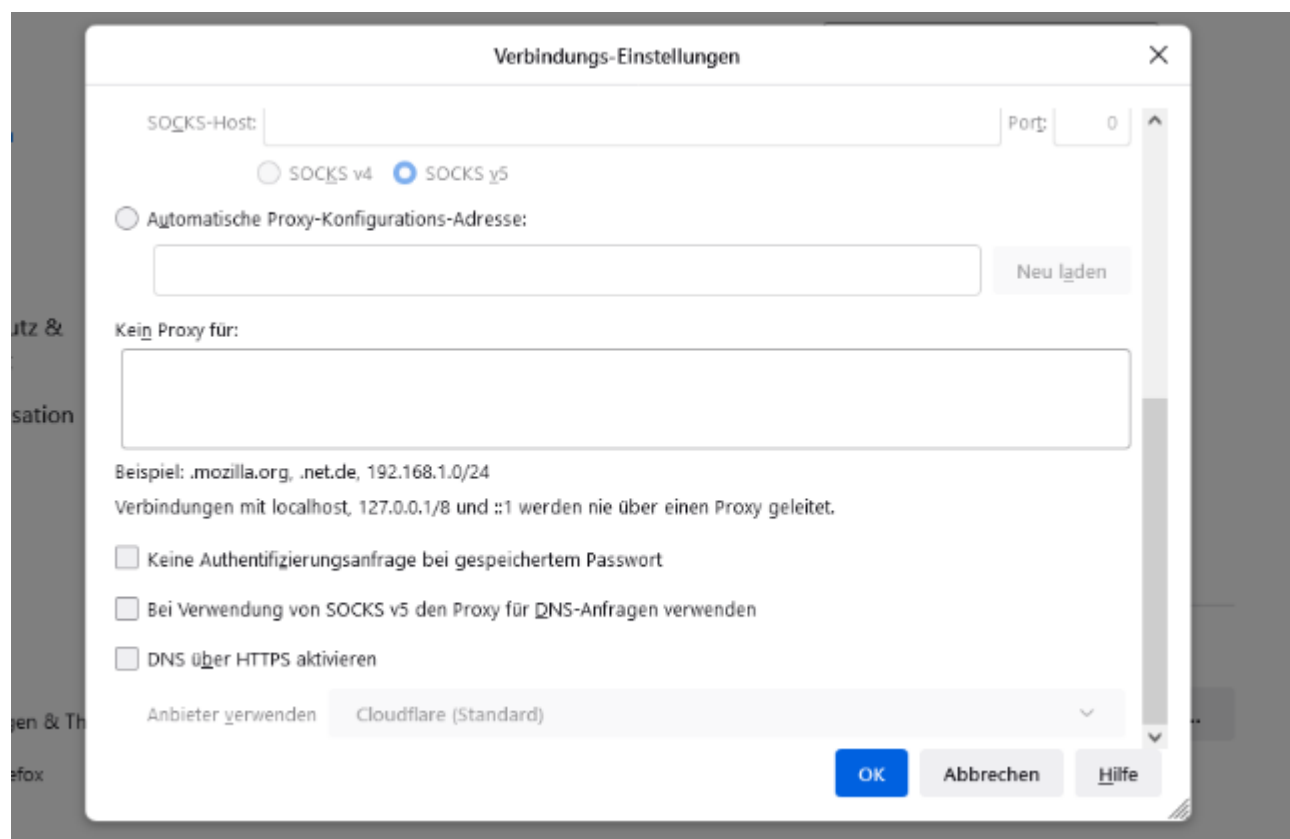 Verbindungs-Einstellungen
SOCKS-Host:
Port: 0
SOCKS v4 SOCKS v5
Automatische Proxy-Konfigurations-Adresse:
Neu laden
utz &
Kein Proxy für:
sation
Beispiel: .mozilla.org, .net.de, 192.168.1.0/24
Verbindungen mit localhost, 127.0.0.1/8 und ::1 werden nie über einen Proxy geleitet.
Keine Authentifizierungsanfrage bei gespeichertem Passwort
Bei Verwendung von SOCKS v5 den Proxy für DNS-Anfragen verwenden
DNS über HTTPS aktivieren
Anbieter verwenden Cloudflare (Standard)
gen & Th
efox
OK Abbrechen Hilfe